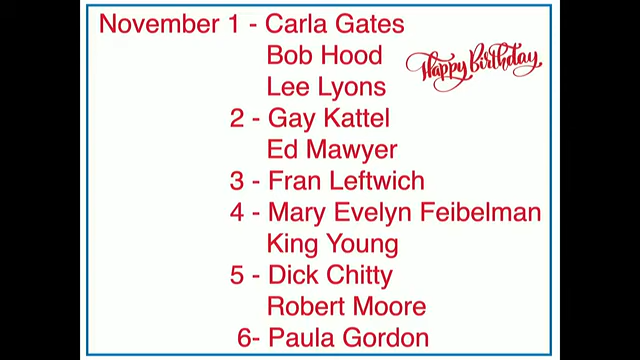 November 1 - Carla Gates
Bob Hood
Happy Birthday
Lee Lyons
2 - Gay Kattel
Ed Mawyer
3 - Fran Leftwich
4 - Mary Evelyn Feibelman
King Young
5 - Dick Chitty
Robert Moore
6- Paula Gordon